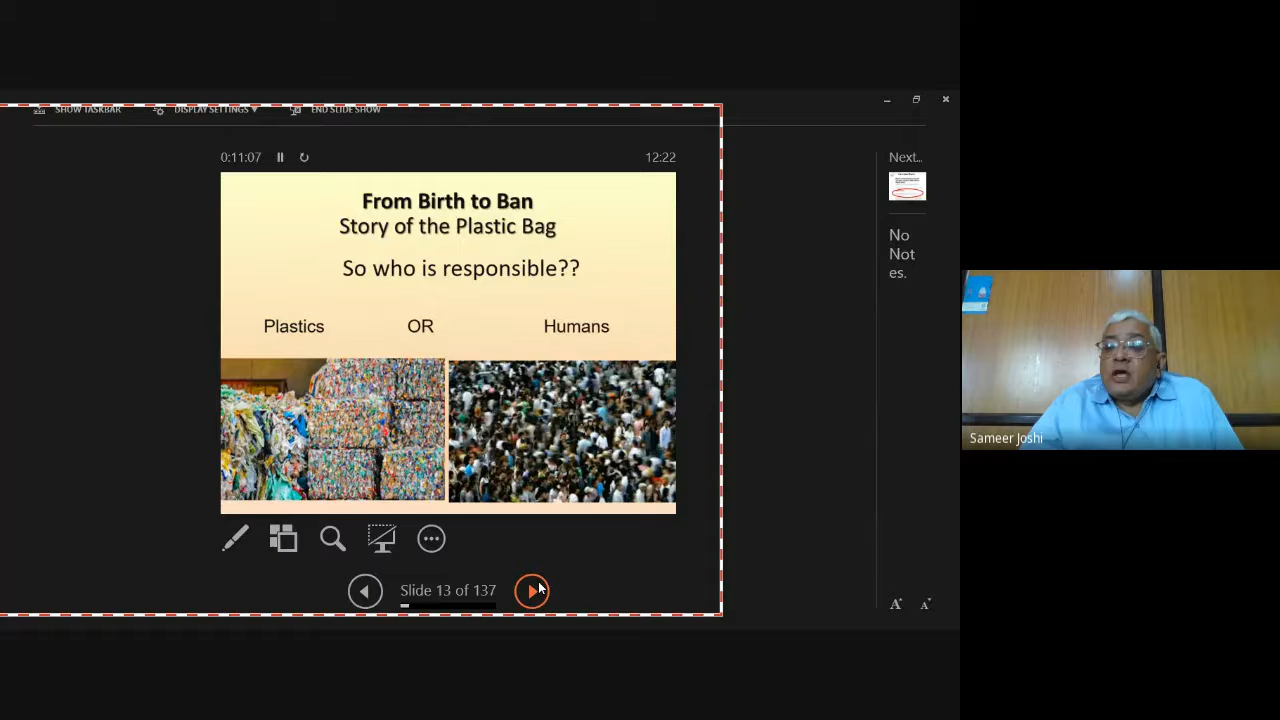 SHOW TASKBAR DISPLAY SETTINGS ▾ END SLIDE SHOW
0:11:07 12:22
Next...
From Birth to Ban
Story of the Plastic Bag
So who is responsible??
Plastics OR Humans
No
Not
es.
Sameer Joshi
Slide 13 of 137
A A